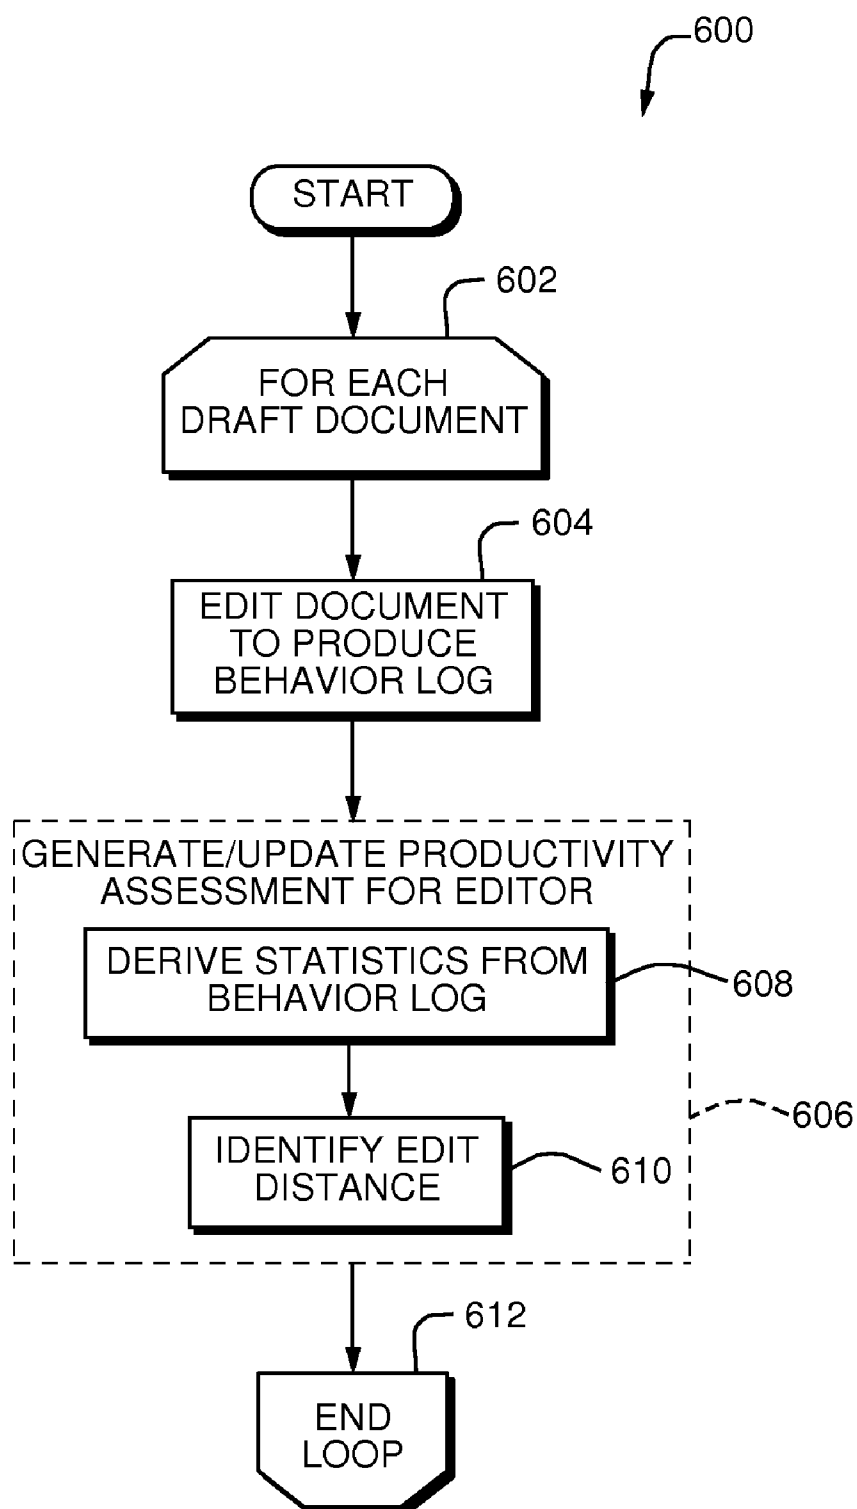 600
START
602
FOR EACH
DRAFT DOCUMENT
604
EDIT DOCUMENT
TO PRODUCE
BEHAVIOR LOG
GENERATE/UPDATE PRODUCTIVITY
ASSESSMENT FOR EDITOR
DERIVE STATISTICS FROM
BEHAVIOR LOG
608
606
IDENTIFY EDIT
DISTANCE
610
612
END
LOOP